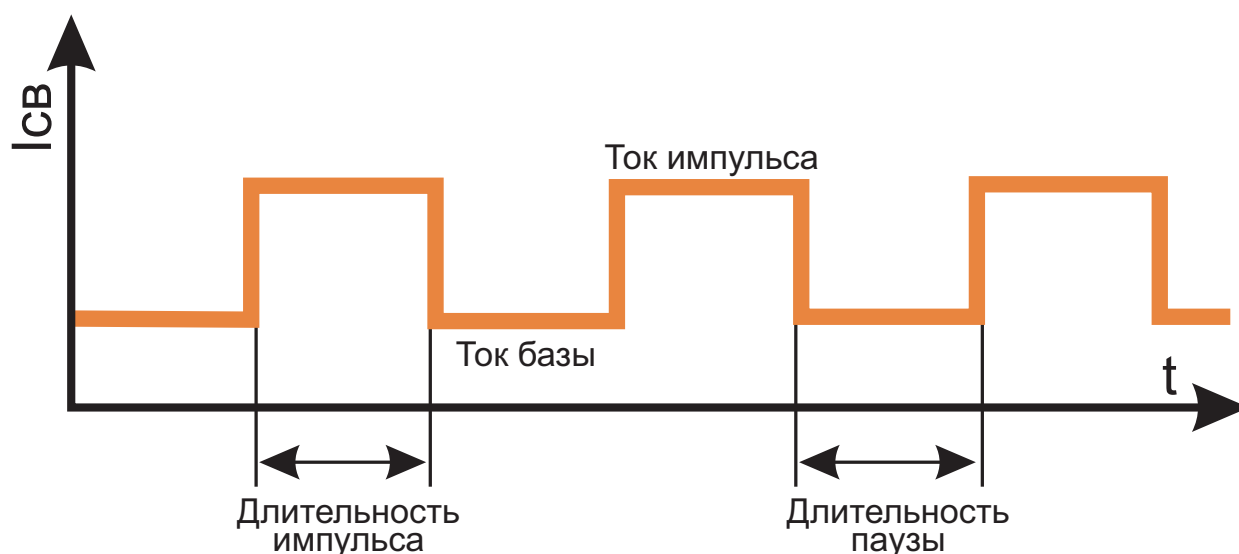 Iсв
Ток импульса
Ток базы
t
Длительность
импульса
Длительность
паузы